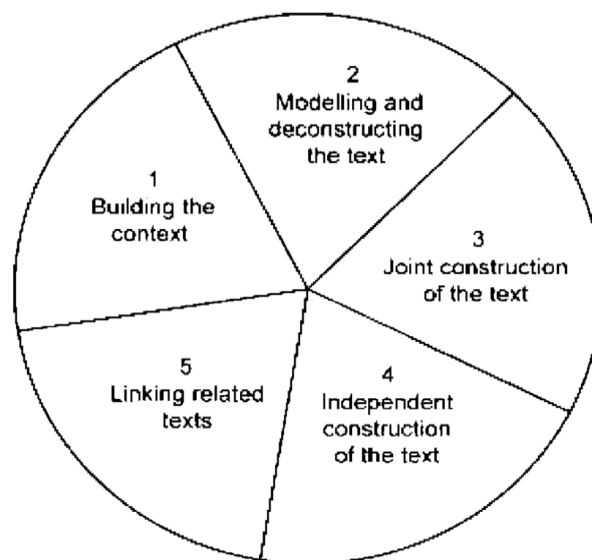 1
Building the
context
2
Modelling and
deconstructing
the text
3
Joint construction
of the text
4
Independent
construction
of the text
5
Linking related
texts